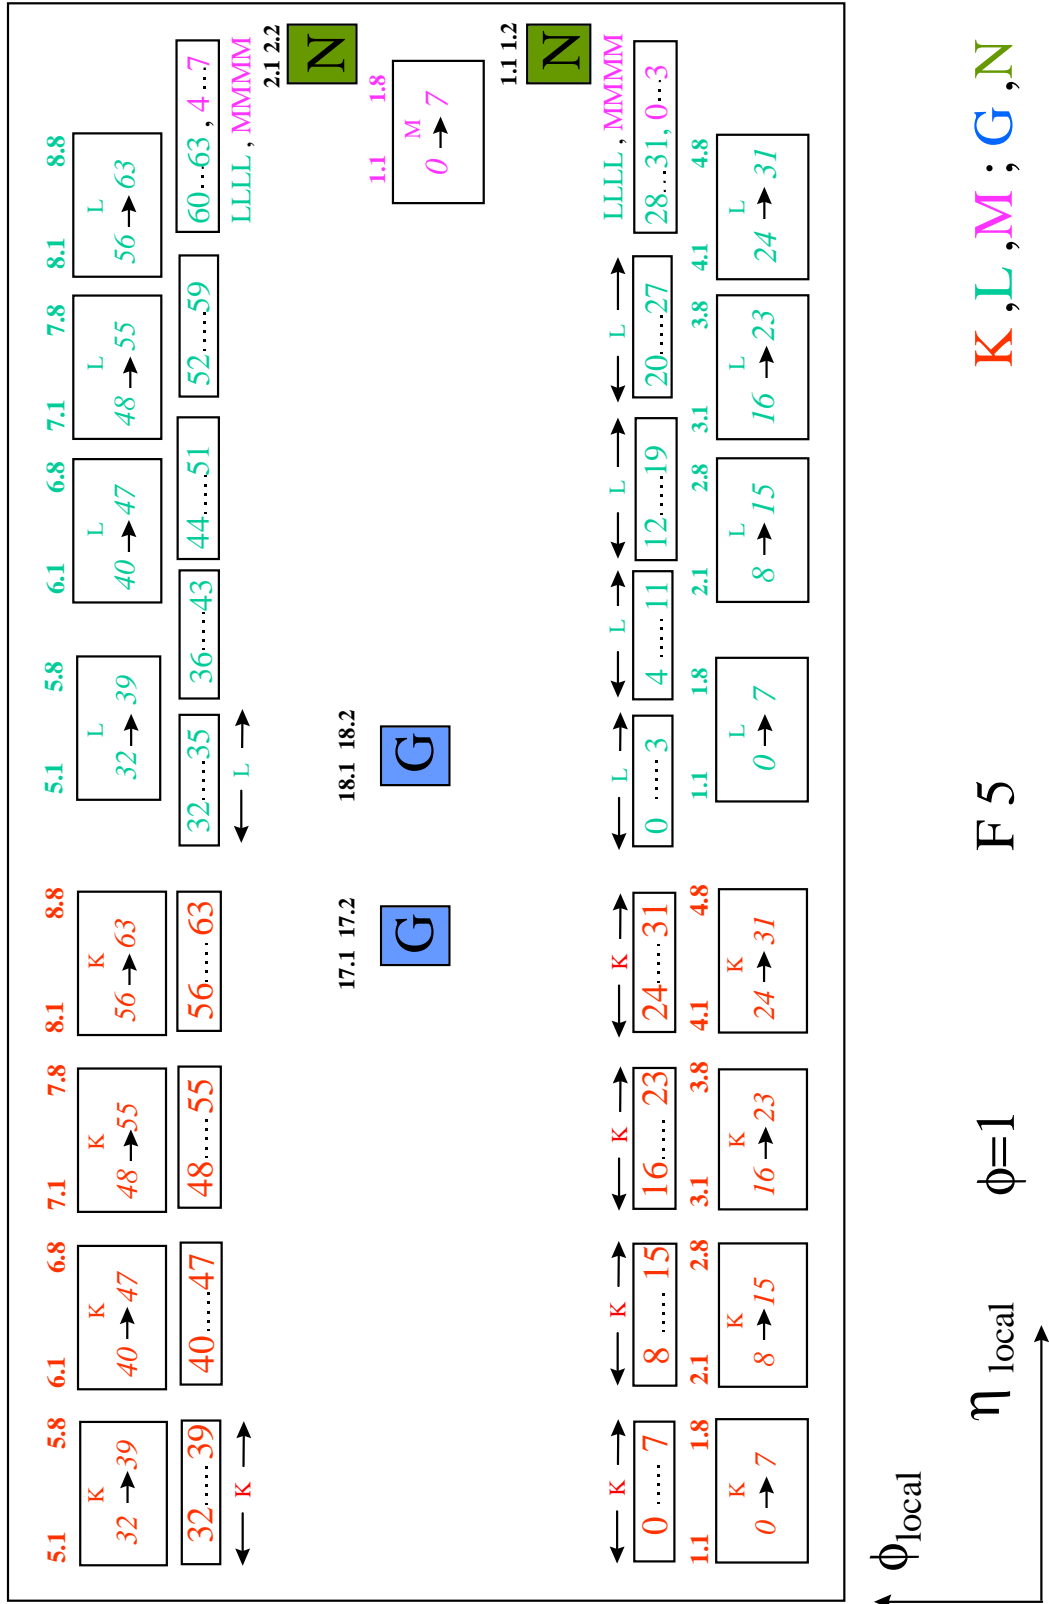 5.1 5.8 6.1 6.8 7.1 7.8 8.1 8.8 5.1 5.8 6.1 6.8 7.1 7.8 8.1 8.8
K K K K L L L L
32 → 39 40 → 47 48 → 55 56 → 63 32 → 39 40 → 47 48 → 55 56 → 63
32......39 40......47 48......55 56......63 32......35 36......43 44......51 52......59 60...63 , 4...7
← K → ← L → LLLL , MMMM
2.1 2.2
N
17.1 17.2 18.1 18.2 1.1 1.8
G G M
0 → 7
1.1 1.2
N
← K → ← K → ← K → ← K → ← L → ← L → ← L → ← L → LLLL , MMMM
0 ...... 7 8 ...... 15 16...... 23 24......31 0 ...... 3 4 ...... 11 12......19 20......27 28...31, 0...3
1.1 1.8 2.1 2.8 3.1 3.8 4.1 4.8 1.1 1.8 2.1 2.8 3.1 3.8 4.1 4.8
K K K K L L L L
0 → 7 8 → 15 16 → 23 24 → 31 0 → 7 8 → 15 16 → 23 24 → 31
ϕlocal
η local ϕ=1 F 5 K ,L ,M ; G ,N